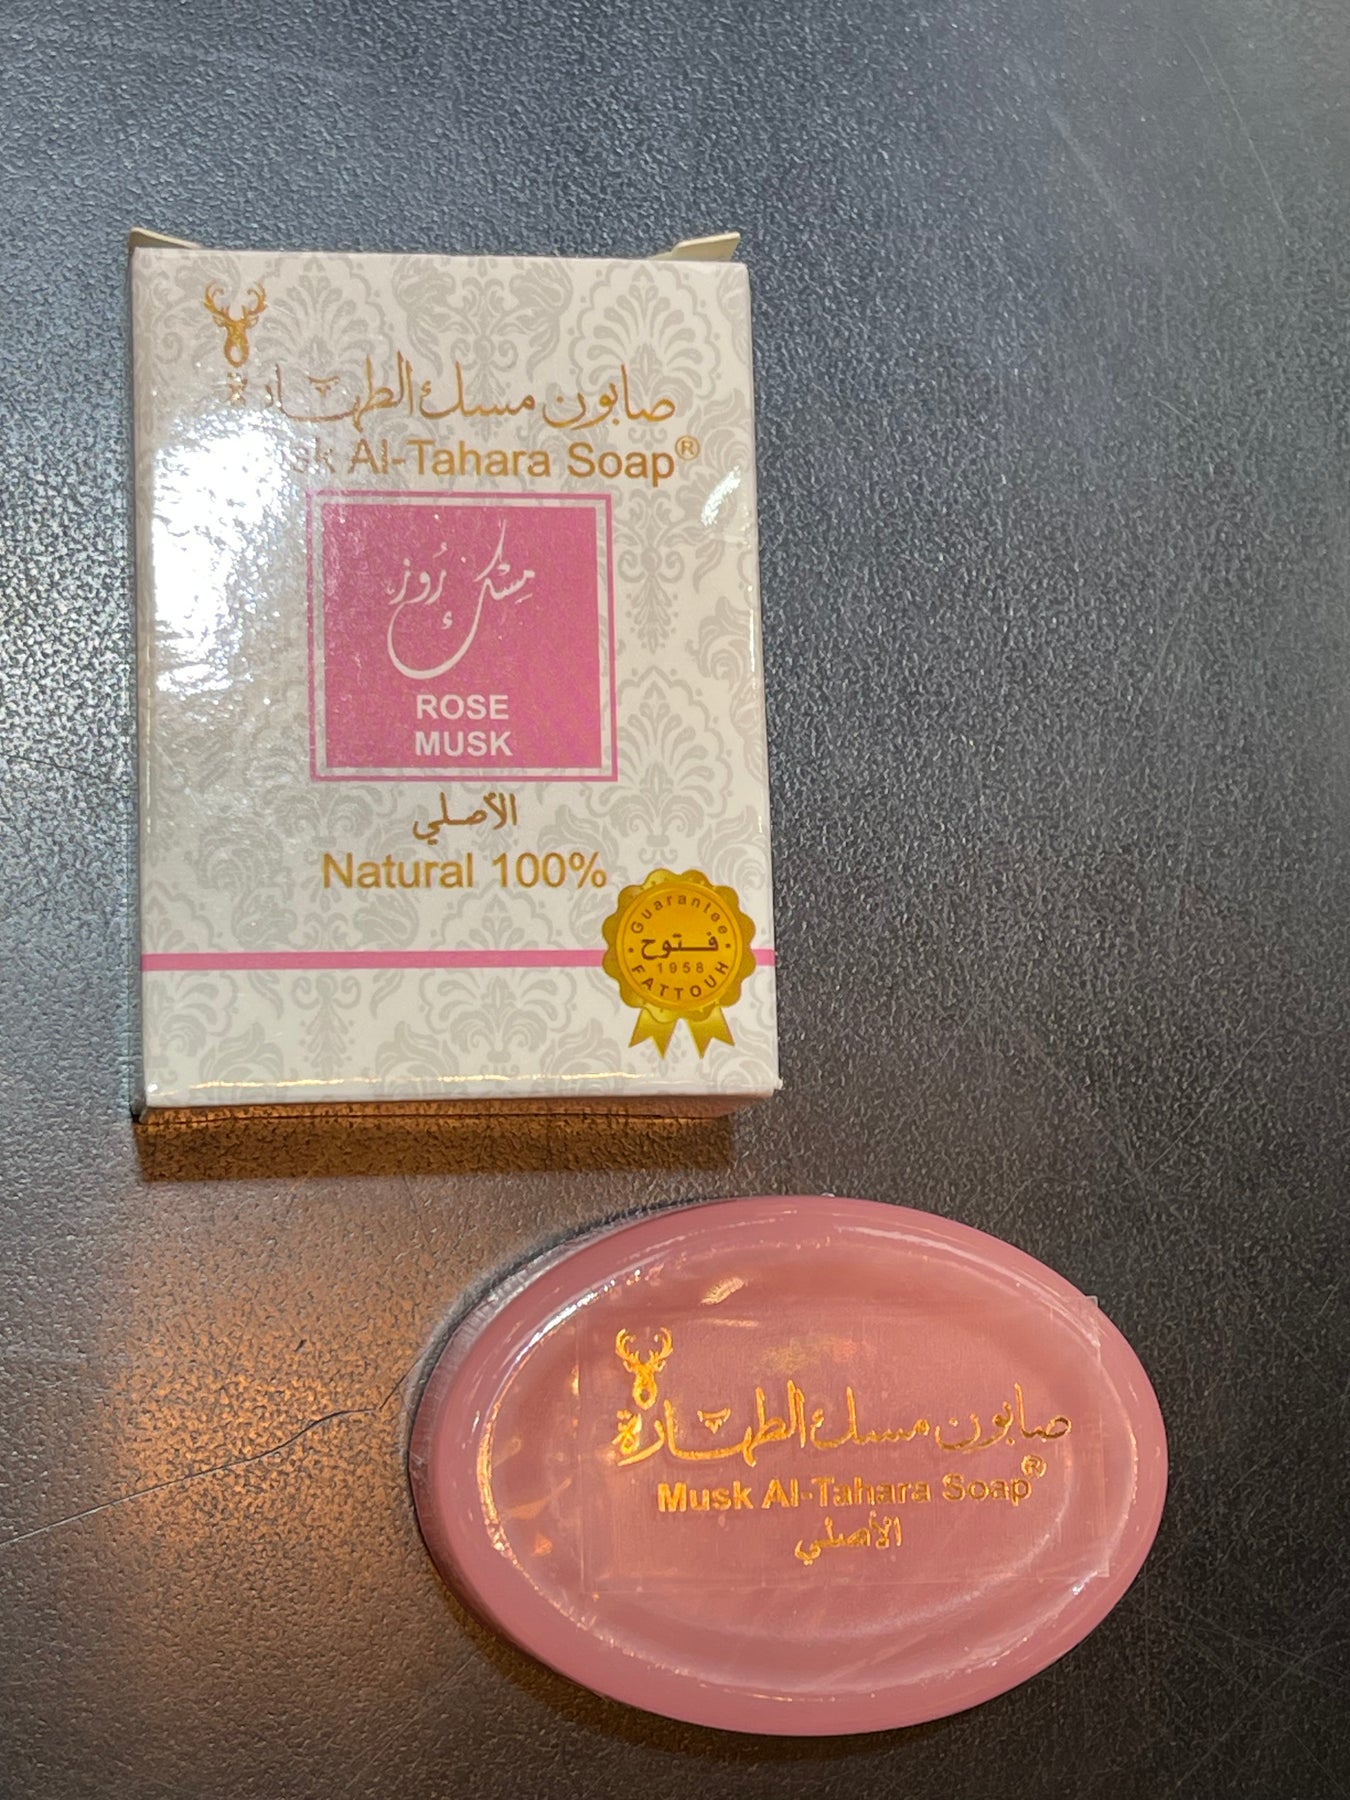 صابون مسك الطهارة
Al-Tahara Soap®
مسك روز
ROSE
MUSK
الأصلي
Natural 100%
Guarantee
فتوح
1958
FATTOUH
صابون مسك الطهارة
Musk Al-Tahara Soap®
الأصلي